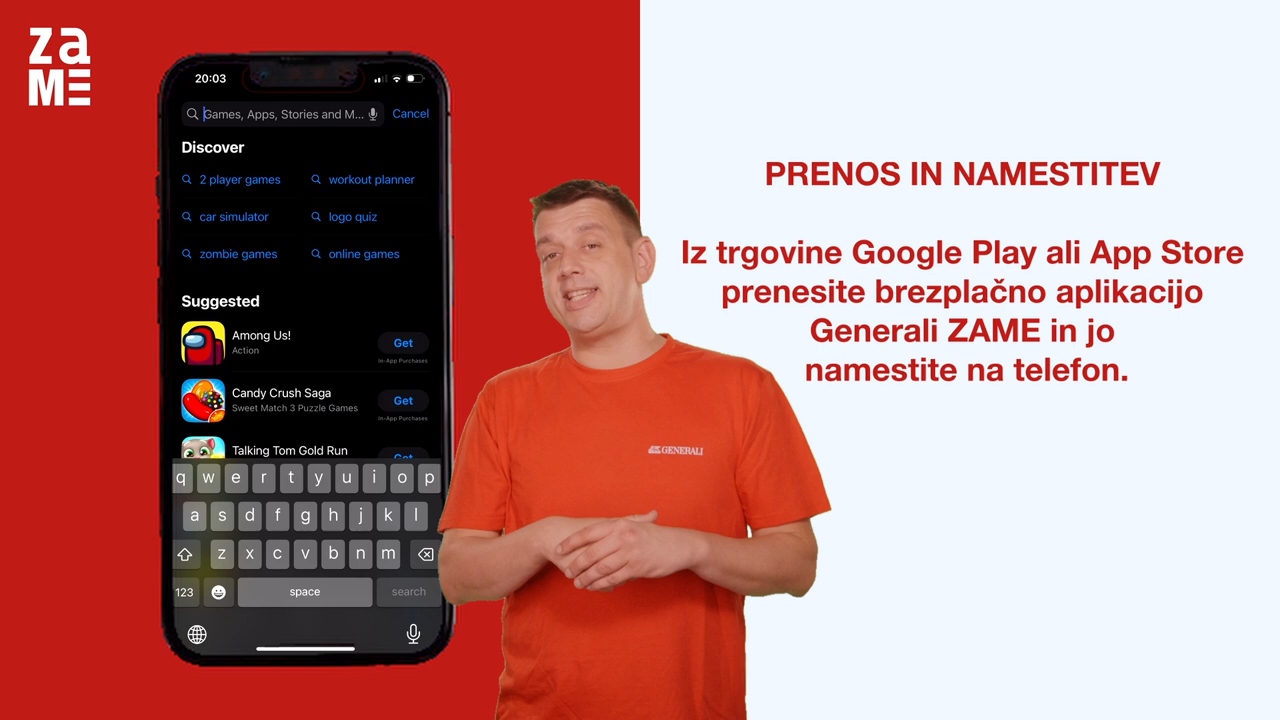 za
ME
20:03
Games, Apps, Stories and M...
Cancel
Discover
2 player games
workout planner
car simulator
logo quiz
zombie games
online games
Suggested
Among Us!
Action
Get
In-App Purchases
Candy Crush Saga
Sweet Match 3 Puzzle Games
Get
In-App Purchases
Talking Tom Gold Run
Get
q w e r t y u i o p
a s d f g h j k l
z x c v b n m
123
space
search
GENERALI
PRENOS IN NAMESTITEV
Iz trgovine Google Play ali App Store
prenesite brezplačno aplikacijo
Generali ZAME in jo
namestite na telefon.